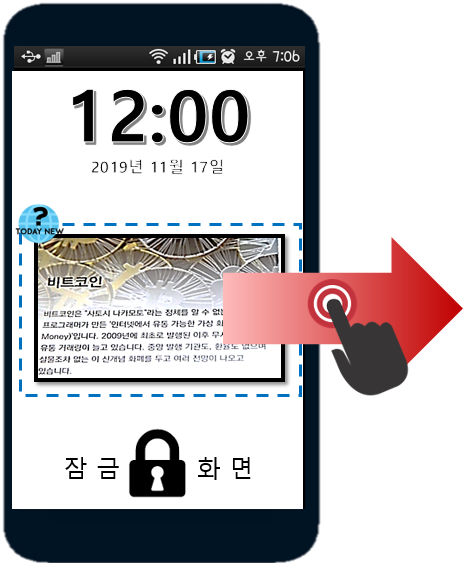 오후 7:06
12:00
2019년 11월 17일
?
TODAY NEW
비트코인
비트코인은 "사토시 나카모토"라는 정체를 알 수 없는
프로그래머가 만든 '인터넷에서 유통 가능한 가상 화
Money)'입니다. 2009년에 최초로 발행된 이후 무서
유통 거래량이 늘고 있습니다. 중앙 발행 기관도, 환율도 없으며
실물조차 없는 이 신개념 화폐를 두고 여러 전망이 나오고
있습니다.
잠 금 화 면